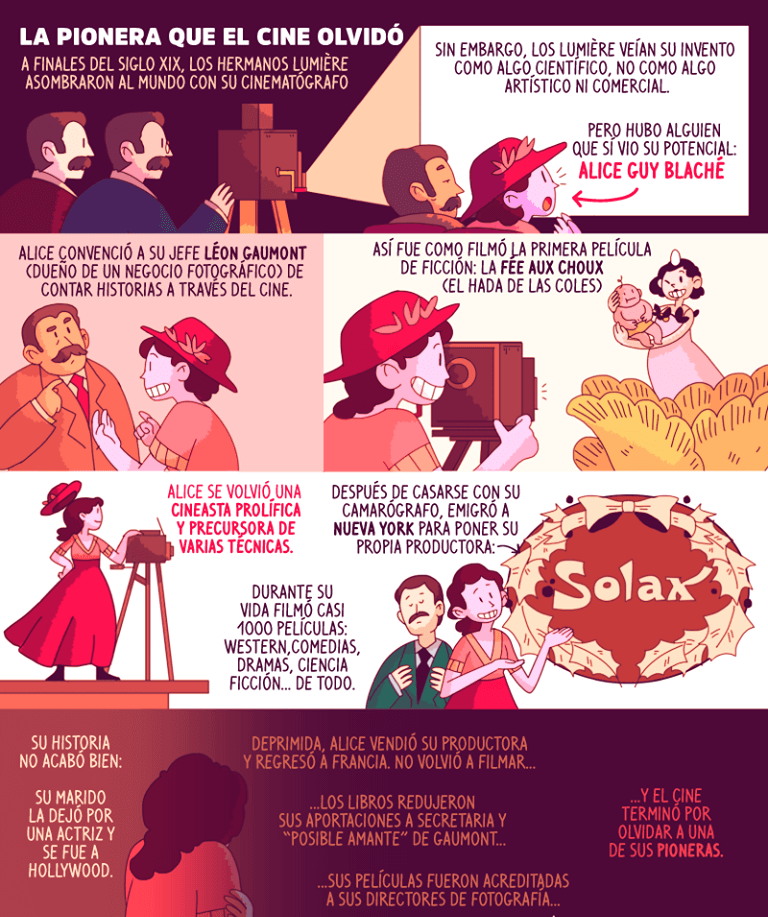 LA PIONERA QUE EL CINE OLVIDÓ
A FINALES DEL SIGLO XIX, LOS HERMANOS LUMIÈRE
ASOMBRARON AL MUNDO CON SU CINEMATÓGRAFO
SIN EMBARGO, LOS LUMIÈRE VEÍAN SU INVENTO
COMO ALGO CIENTÍFICO, NO COMO ALGO
ARTÍSTICO NI COMERCIAL.
PERO HUBO ALGUIEN
QUE SÍ VIO SU POTENCIAL:
ALICE GUY BLACHÉ
ALICE CONVENCIÓ A SU JEFE LÉON GAUMONT
(DUEÑO DE UN NEGOCIO FOTOGRÁFICO) DE
CONTAR HISTORIAS A TRAVÉS DEL CINE.
ASÍ FUE COMO FILMÓ LA PRIMERA PELÍCULA
DE FICCIÓN: LA FÉE AUX CHOUX
(EL HADA DE LAS COLES)
ALICE SE VOLVIÓ UNA
CINEASTA PROLÍFICA
Y PRECURSORA DE
VARIAS TÉCNICAS.
DESPUÉS DE CASARSE CON SU
CAMARÓGRAFO, EMIGRÓ A
NUEVA YORK PARA PONER SU
PROPIA PRODUCTORA:
Solax
DURANTE SU
VIDA FILMÓ CASI
1000 PELÍCULAS:
WESTERN,COMEDIAS,
DRAMAS, CIENCIA
FICCIÓN... DE TODO.
SU HISTORIA
NO ACABÓ BIEN:
SU MARIDO
LA DEJÓ POR
UNA ACTRIZ Y
SE FUE A
HOLLYWOOD.
DEPRIMIDA, ALICE VENDIÓ SU PRODUCTORA
Y REGRESÓ A FRANCIA. NO VOLVIÓ A FILMAR...
...LOS LIBROS REDUJERON
SUS APORTACIONES A SECRETARIA Y
“POSIBLE AMANTE” DE GAUMONT...
...SUS PELÍCULAS FUERON ACREDITADAS
A SUS DIRECTORES DE FOTOGRAFÍA...
...Y EL CINE
TERMINÓ POR
OLVIDAR A UNA
DE SUS PIONERAS.